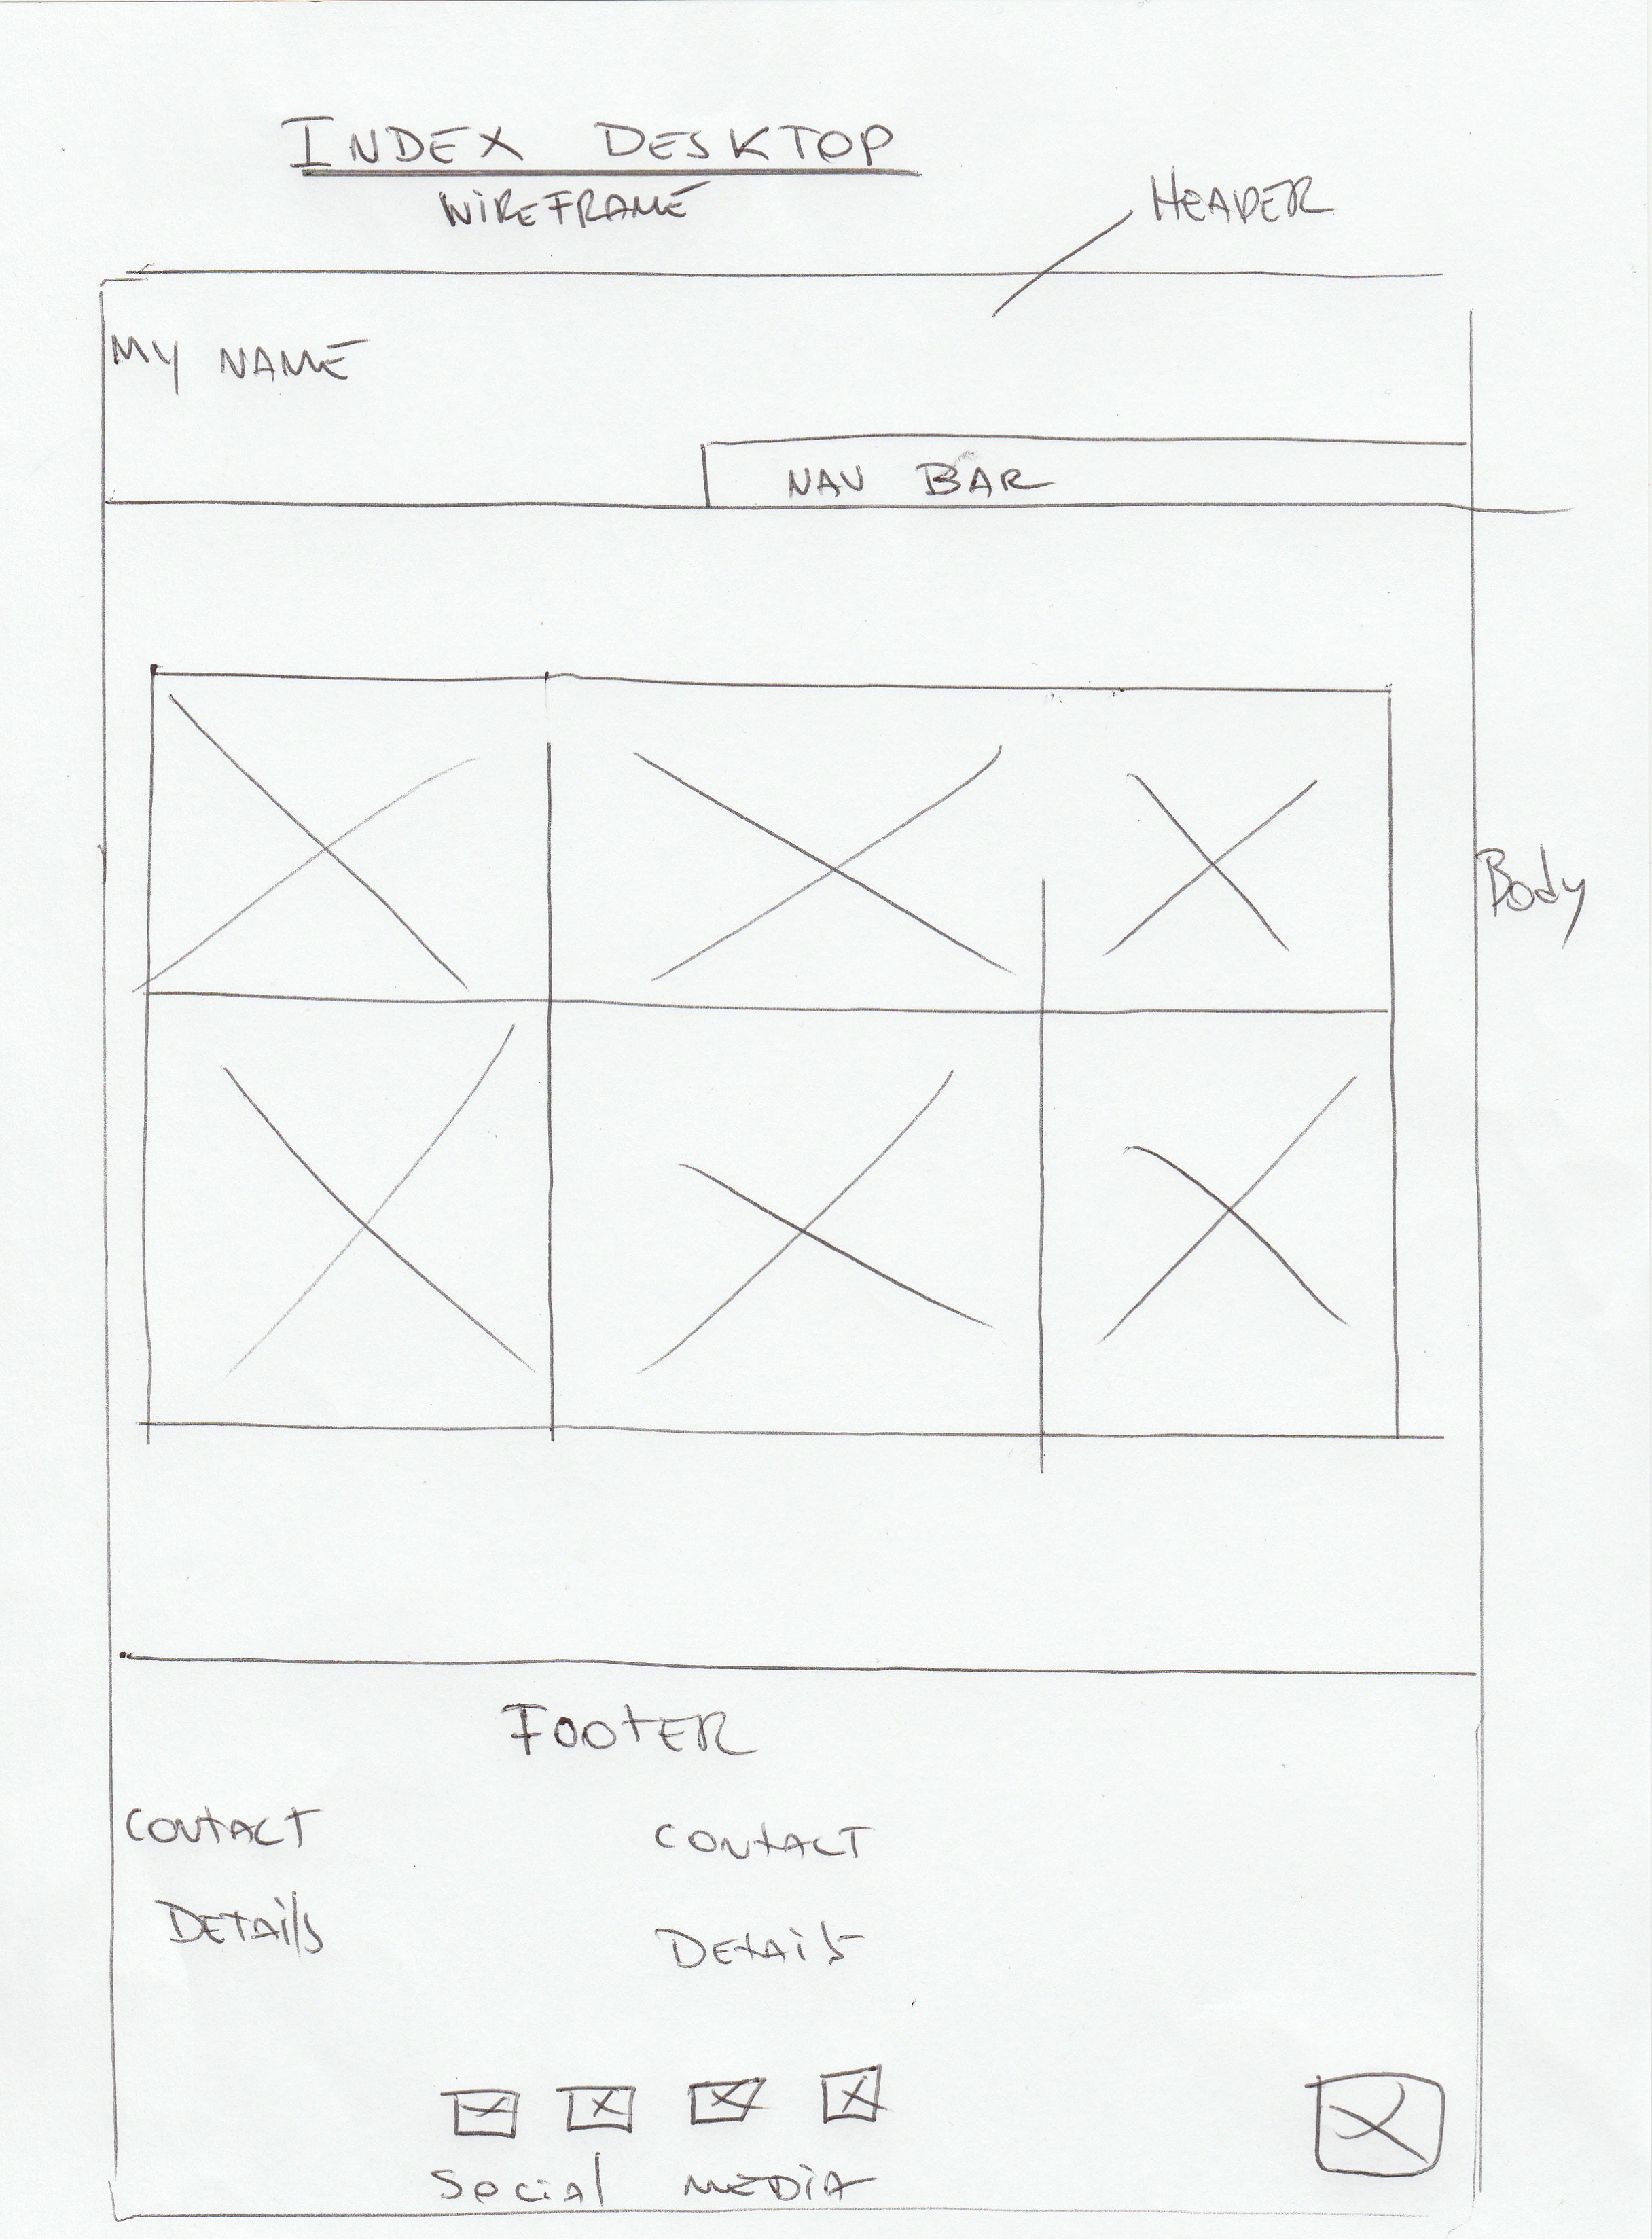 INDEX DESKTOP
WIREFRAME
HEADER
MY NAME
NAV BAR
Body
FOOTER
CONTACT CONTACT
DETAils DETAils
Social MEDIA